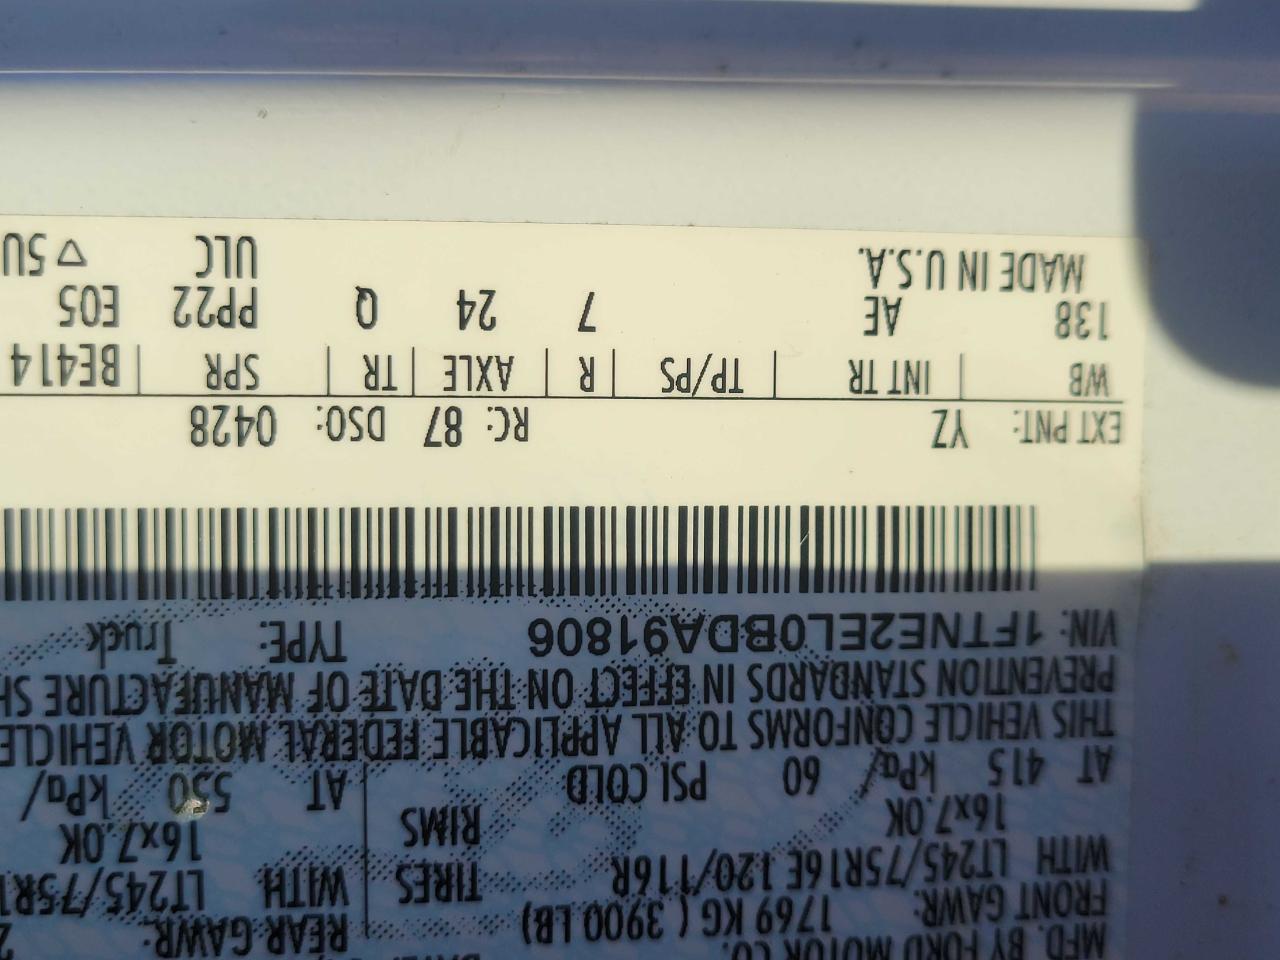 MFD. BY FORD MOTOR CO.
FRONT GAWR: 1769 KG ( 3900 LB) REAR GAWR:
WITH LT245/75R16E 120/116R TIRES WITH LT245/75R1
16x7.0K RIMS 16x7.0K
AT 415 kPa/ 60 PSI COLD AT 550 kPa/
THIS VEHICLE CONFORMS TO ALL APPLICABLE FEDERAL MOTOR VEHICLE
PREVENTION STANDARDS IN EFFECT ON THE DATE OF MANUFACTURE SH
VIN: 1FTNE2EL0BDA91806 TYPE: Truck
EXT PNT: YZ RC: 87 DSO: 0428
WB INT TR TP/PS R AXLE TR SPR BE414
138 AE 7 24 Q PP22 E05
MADE IN U.S.A. ULC ▽ 5U